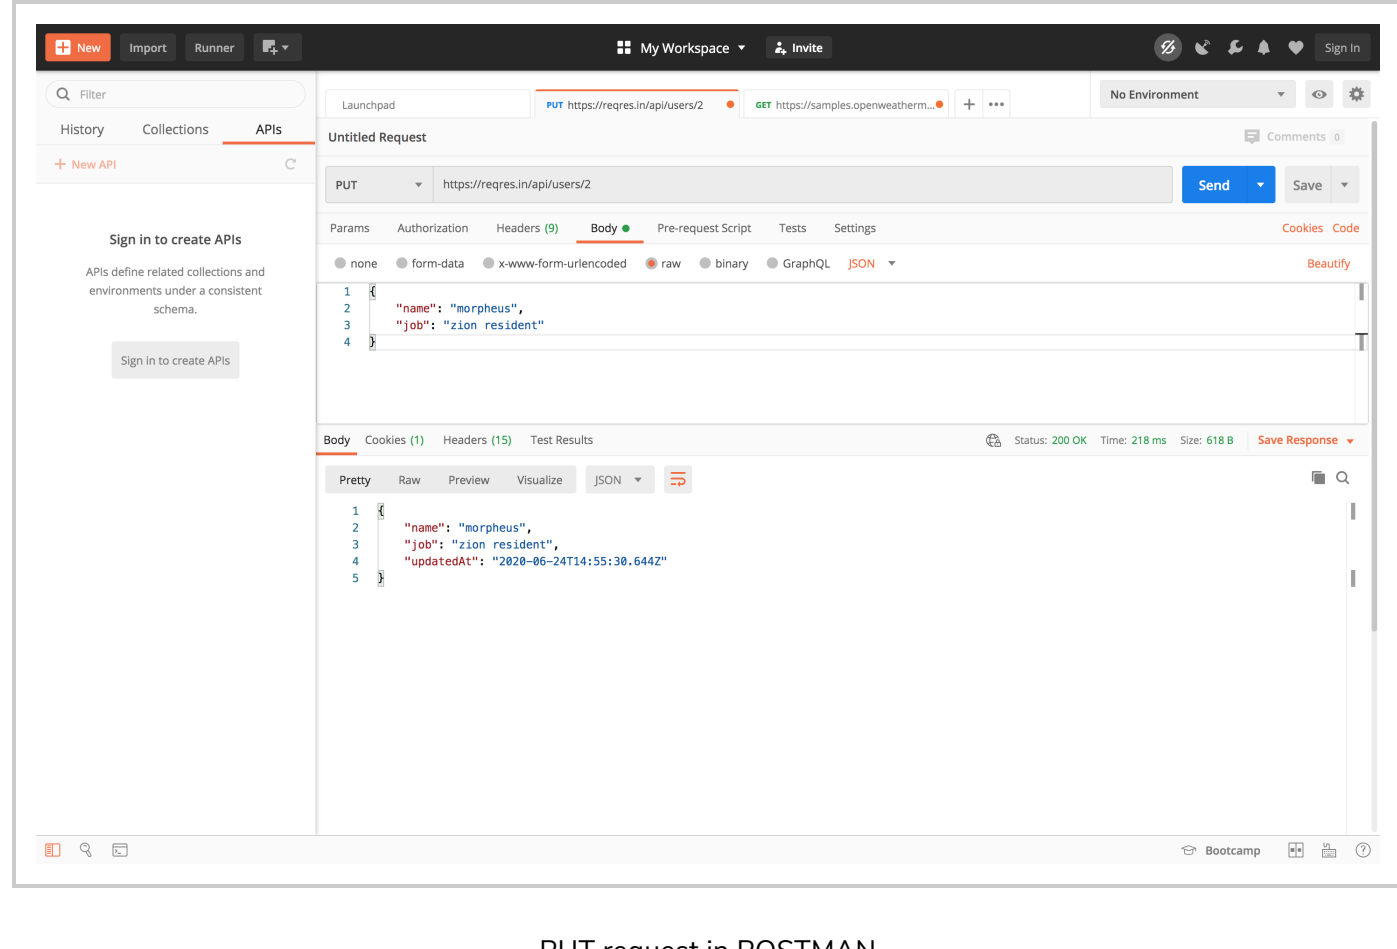 New Import Runner My Workspace Invite Sign In
Filter
History Collections APIs
+ New API
Sign in to create APIs
APIs define related collections and
environments under a consistent
schema.
Sign in to create APIs
Launchpad PUT https://reqres.in/api/users/2 GET https://samples.openweatherm... + ••• No Environment
Untitled Request Comments 0
PUT https://reqres.in/api/users/2 Send Save
Params Authorization Headers (9) Body Pre-request Script Tests Settings Cookies Code
none form-data x-www-form-urlencoded raw binary GraphQL JSON Beautify
1 {
2 "name": "morpheus",
3 "job": "zion resident"
4 }
Body Cookies (1) Headers (15) Test Results Status: 200 OK Time: 218 ms Size: 618 B Save Response
Pretty Raw Preview Visualize JSON
1 {
2 "name": "morpheus",
3 "job": "zion resident",
4 "updatedAt": "2020-06-24T14:55:30.644Z"
5 }
Bootcamp
PUT request in POSTMAN